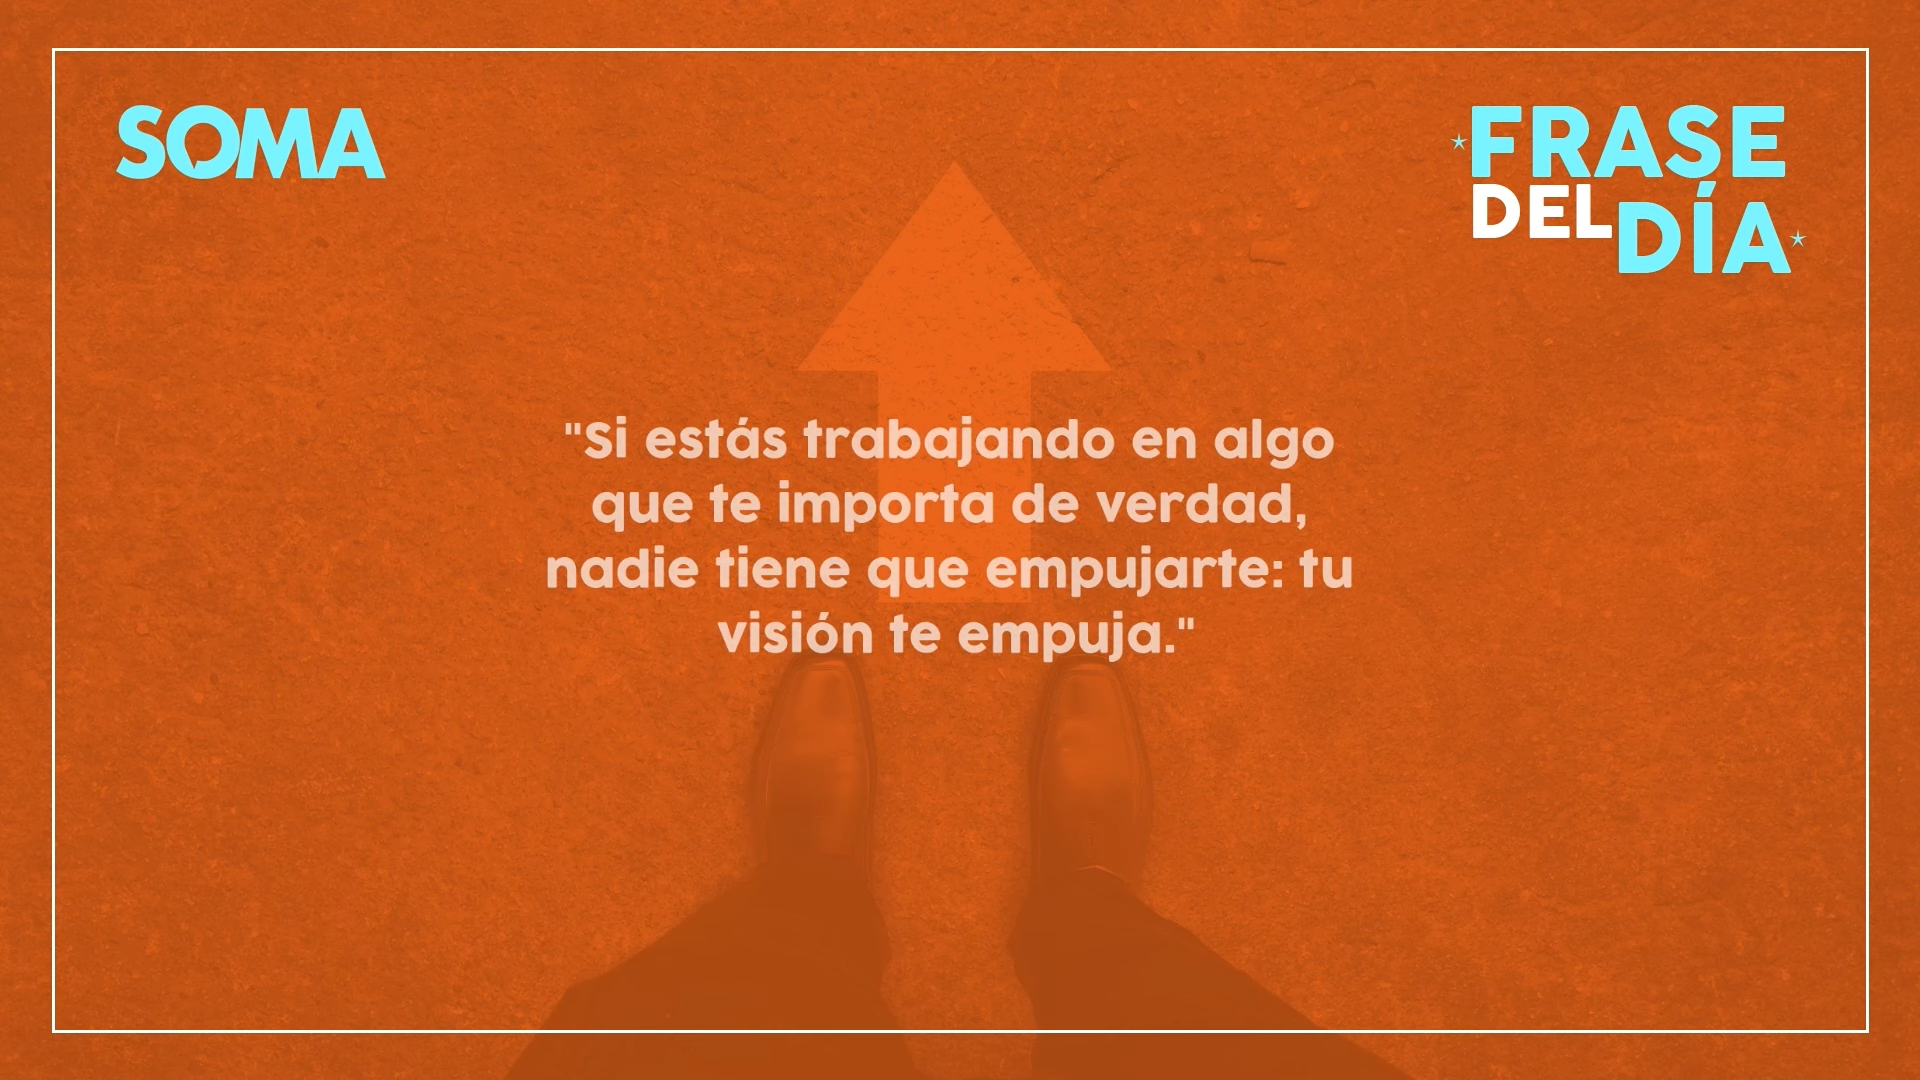 SOMA
FRASE
DEL DÍA
"Si estás trabajando en algo
que te importa de verdad,
nadie tiene que empujarte: tu
visión te empuja."